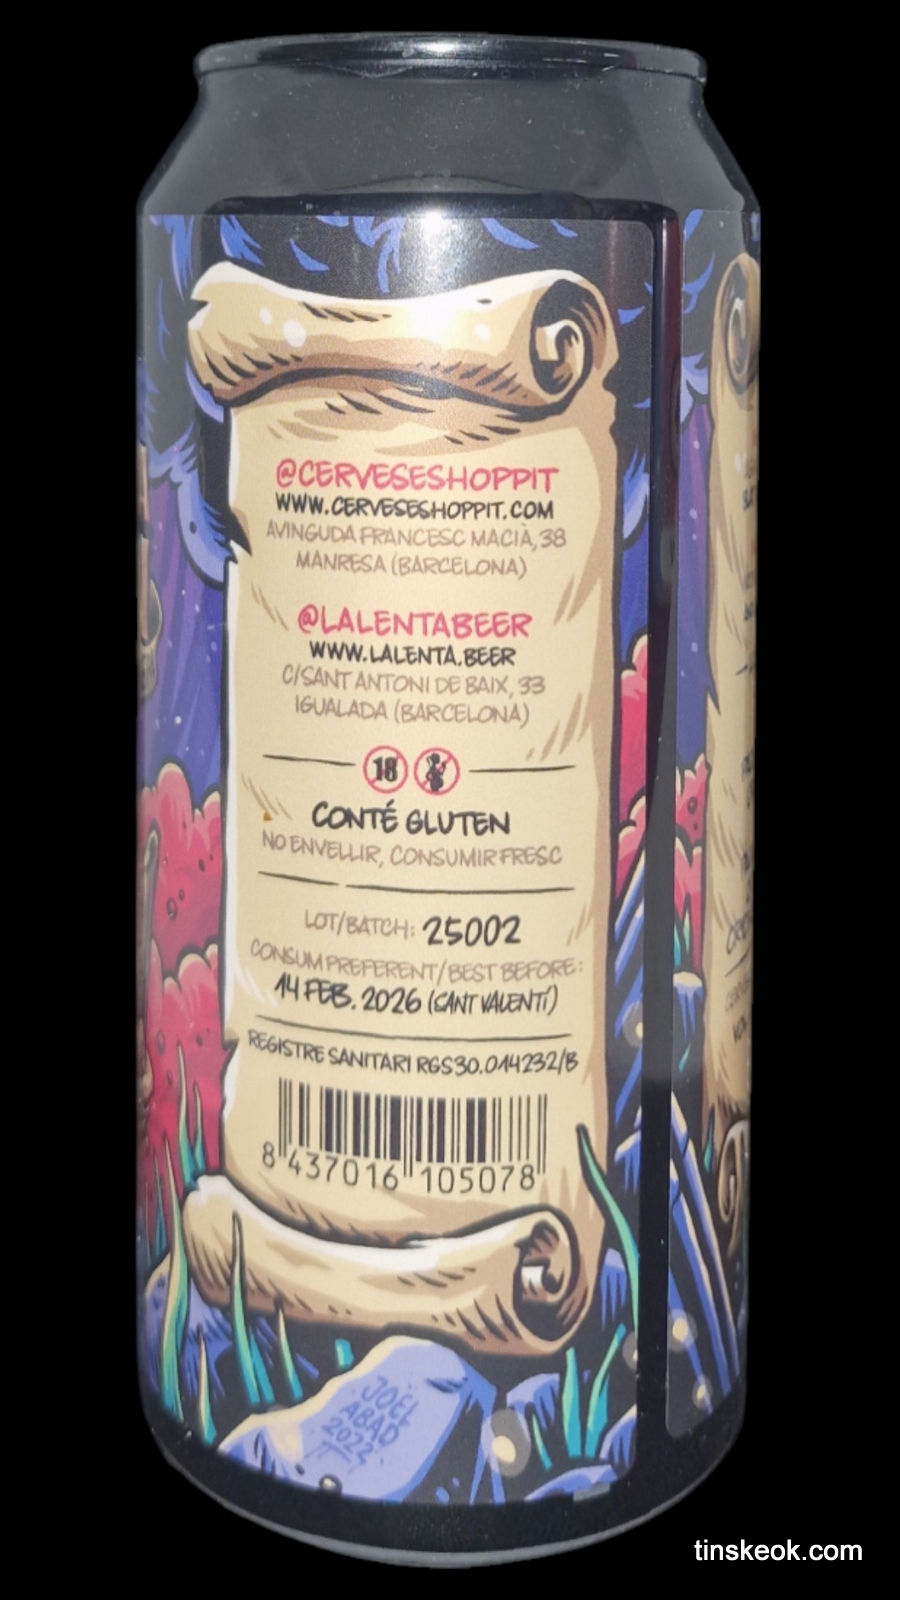 @CERVESESHOPPIT
WWW.CERVESESHOPPIT.COM
AVINGUDA FRANCESC MACIÀ, 38
MANRESA (BARCELONA)
@LALENTABEER
WWW.LALENTA.BEER
C/SANT ANTONI DE BAIX, 33
IGUALADA (BARCELONA)
18
CONTÉ GLUTEN
NO ENVELLIR, CONSUMIR FRESC
LOT/BATCH: 25002
CONSUM PREFERENT/BEST BEFORE:
14 FEB. 2026 (SANT VALENTÍ)
REGISTRE SANITARI RGS30.014232/B
8 437016 105078
JOEL
ABAD
2022
tinskeok.com